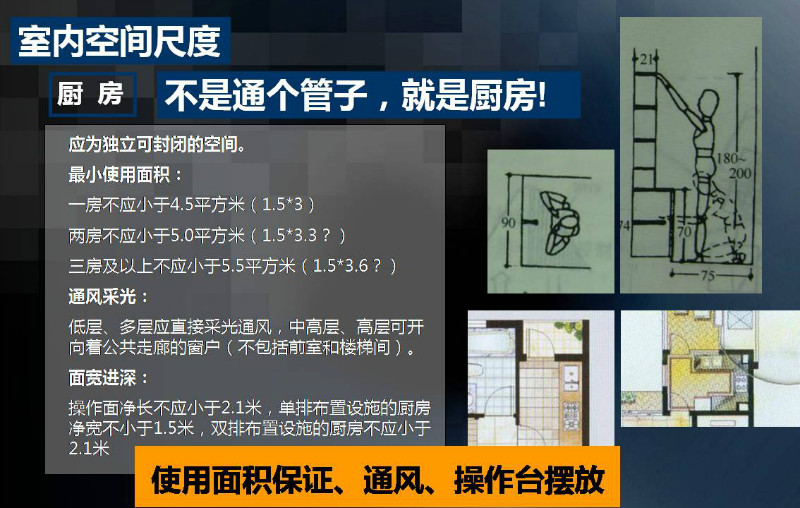 室内空间尺度
厨 房
不是通个管子，就是厨房!
应为独立可封闭的空间。
最小使用面积：
一房不应小于4.5平方米（1.5*3 ）
两房不应小于5.0平方米（1.5*3.3？ ）
三房及以上不应小于5.5平方米（1.5*3.6？ ）
通风采光：
低层、多层应直接采光通风，中高层、高层可开
向着公共走廊的窗户（不包括前室和楼梯间）。
面宽进深：
操作面净长不应小于2.1米，单排布置设施的厨房
净宽不小于1.5米，双排布置设施的厨房不应小于
2.1米
90
21
180~
200
74
70
75
使用面积保证、通风、操作台摆放